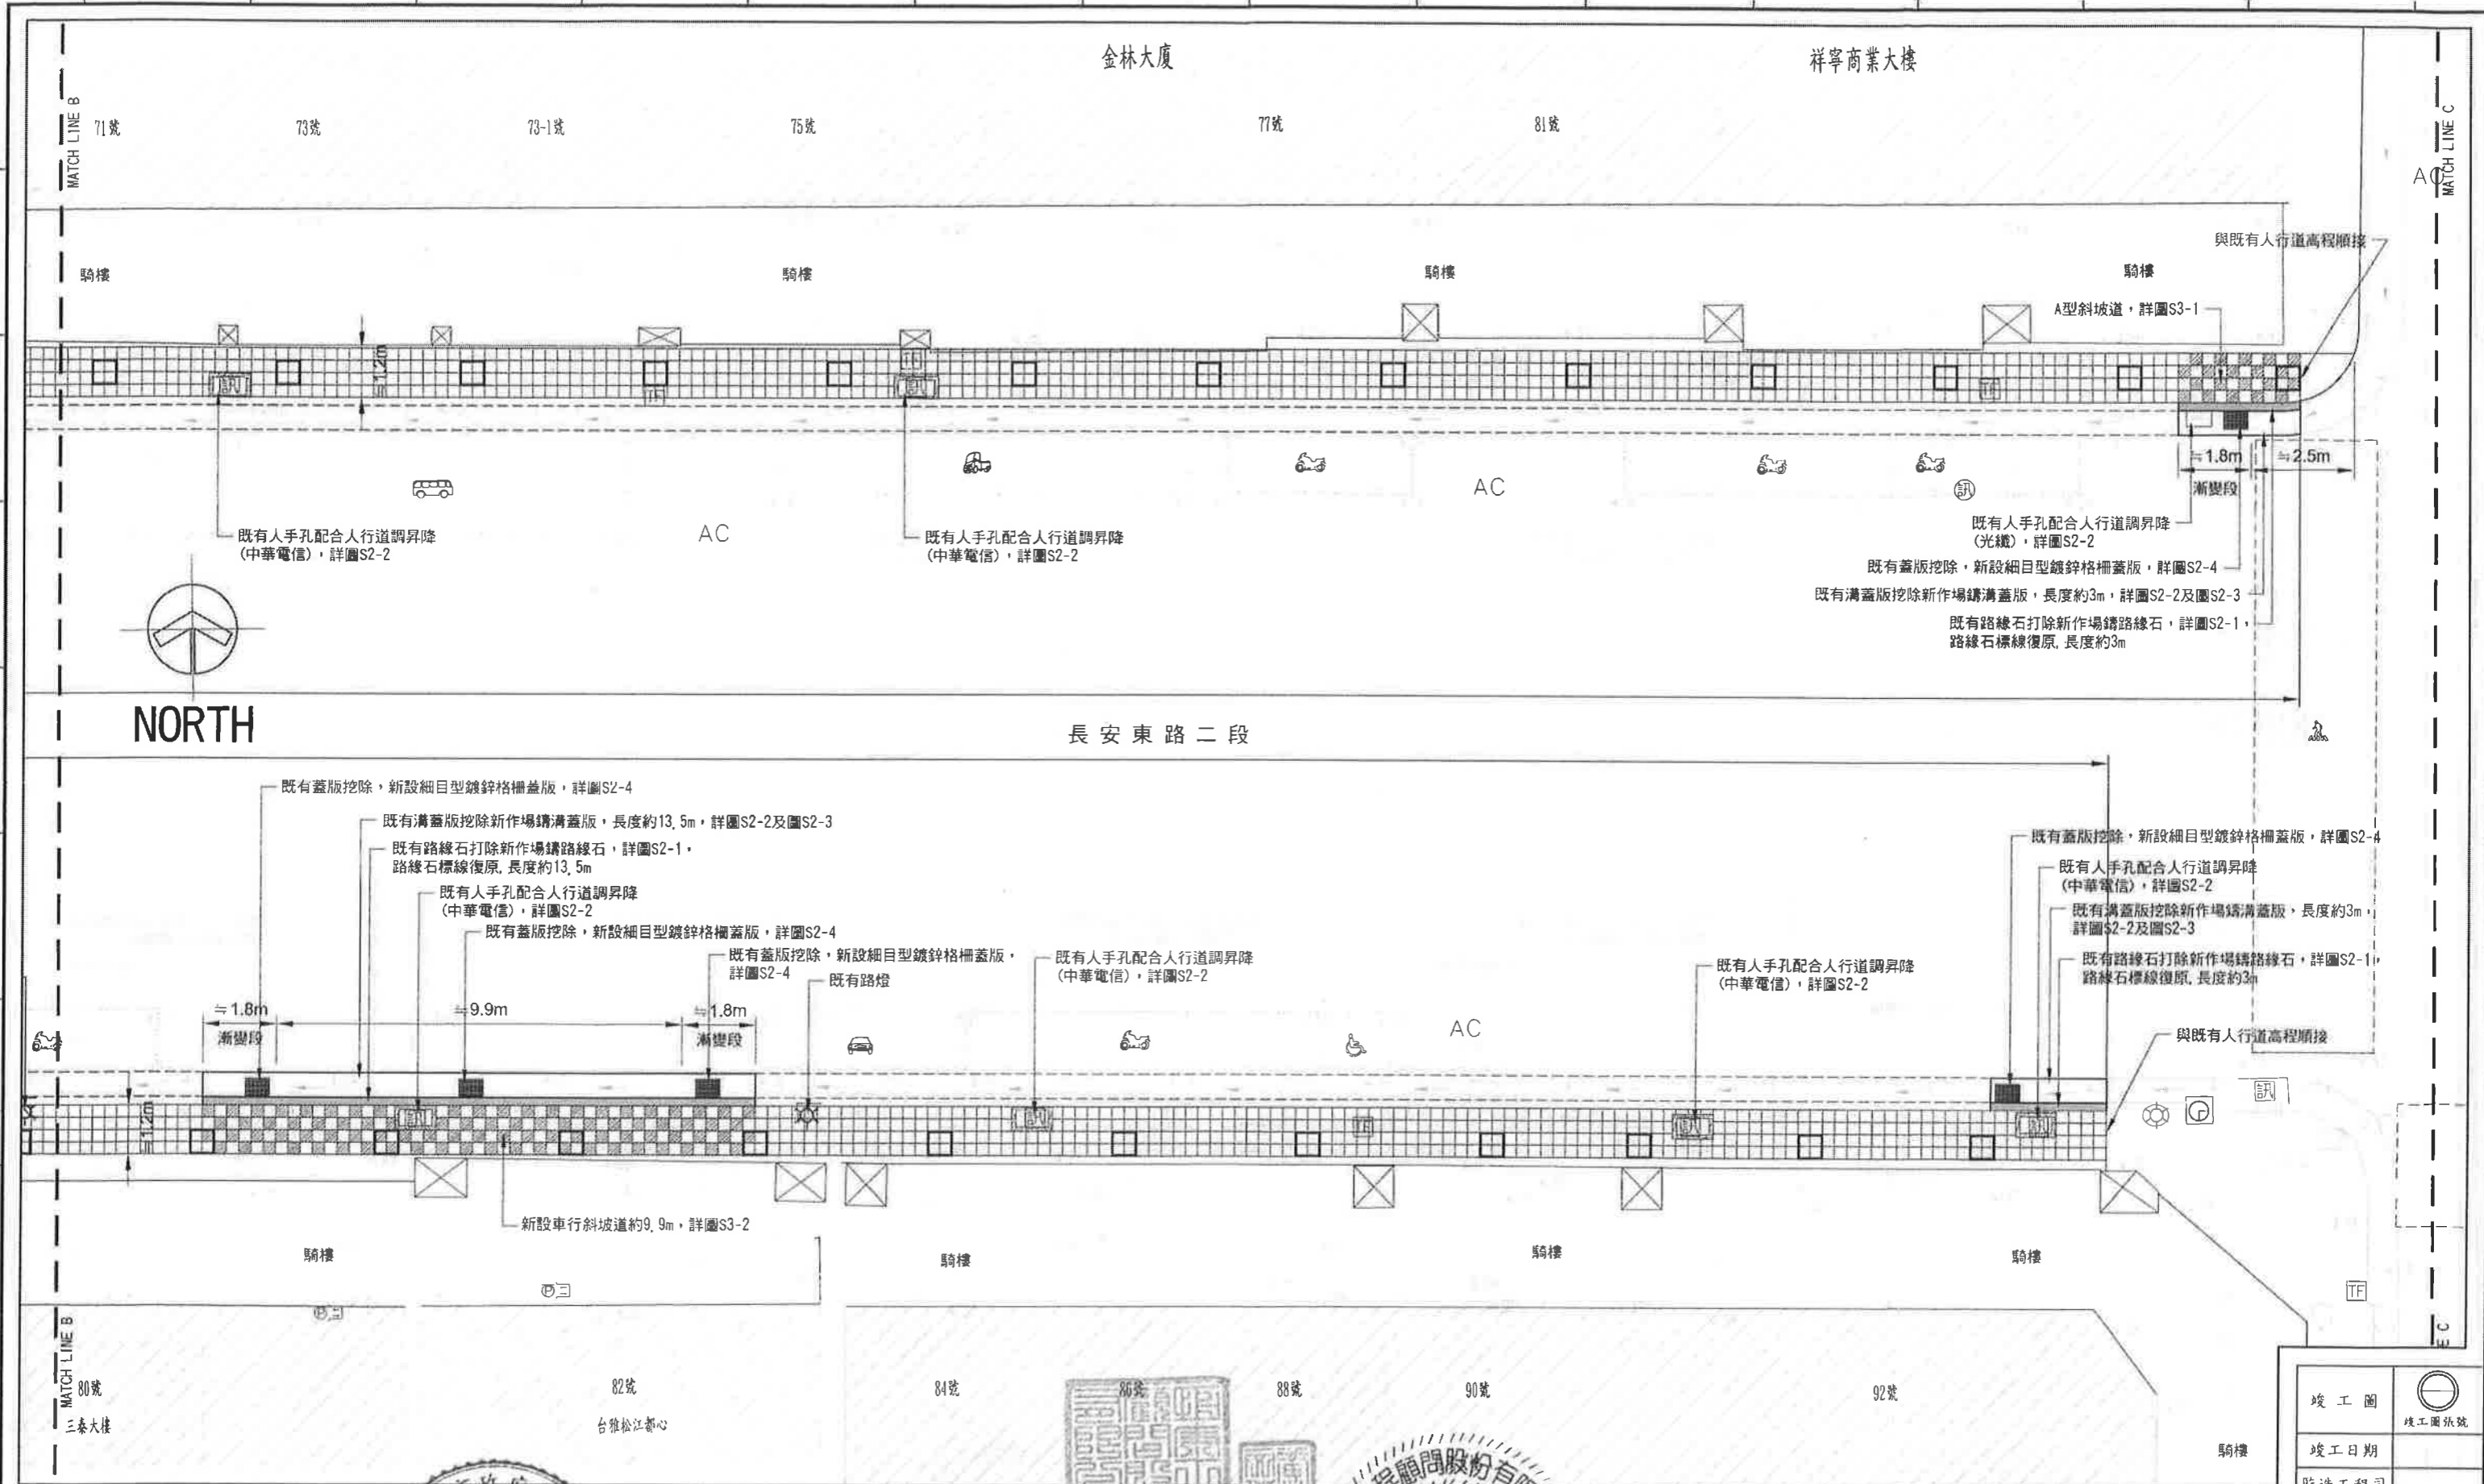 金林大廈
祥寧商業大樓
MATCH LINE B
71號
73號
73-1號
75號
77號
81號
MATCH LINE C
AC
與既有人行道高程順接
騎樓
騎樓
騎樓
騎樓
A型斜坡道，詳圖S3-1
≒1.2m
訊
TF
TF
訊
TF
≒1.8m
≒2.5m
漸變段
AC
訊
AC
既有人手孔配合人行道調昇降
(中華電信)，詳圖S2-2
既有人手孔配合人行道調昇降
(中華電信)，詳圖S2-2
既有人手孔配合人行道調昇降
(光纖)，詳圖S2-2
既有蓋版挖除，新設細目型鍍鋅格柵蓋版，詳圖S2-4
既有溝蓋版挖除新作場鑄溝蓋版，長度約3m，詳圖S2-2及圖S2-3
既有路緣石打除新作場鑄路緣石，詳圖S2-1，
路緣石標線復原,長度約3m
NORTH
長安東路二段
既有蓋版挖除，新設細目型鍍鋅格柵蓋版，詳圖S2-4
既有溝蓋版挖除新作場鑄溝蓋版，長度約13.5m，詳圖S2-2及圖S2-3
既有路緣石打除新作場鑄路緣石，詳圖S2-1，
路緣石標線復原,長度約13.5m
既有人手孔配合人行道調昇降
(中華電信)，詳圖S2-2
既有蓋版挖除，新設細目型鍍鋅格柵蓋版，詳圖S2-4
既有蓋版挖除，新設細目型鍍鋅格柵蓋版，
詳圖S2-4
既有路燈
既有人手孔配合人行道調昇降
(中華電信)，詳圖S2-2
既有人手孔配合人行道調昇降
(中華電信)，詳圖S2-2
既有蓋版挖除，新設細目型鍍鋅格柵蓋版，詳圖S2-4
既有人手孔配合人行道調昇降
(中華電信)，詳圖S2-2
既有溝蓋版挖除新作場鑄溝蓋版，長度約3m，
詳圖S2-2及圖S2-3
既有路緣石打除新作場鑄路緣石，詳圖S2-1，
路緣石標線復原,長度約3m
與既有人行道高程順接
≒1.8m
≒9.9m
≒1.8m
漸變段
漸變段
AC
≒1.2m
訊
訊
TF
訊
訊
訊
G
新設車行斜坡道約9.9m，詳圖S3-2
騎樓
騎樓
騎樓
騎樓
P
P
TF
MATCH LINE B
E C
80號
82號
84號
86號
88號
90號
92號
三泰大樓
台雅松江都心
騎樓
程顧問股份有限
竣工圖
竣工圖張號
竣工日期
監造工程司